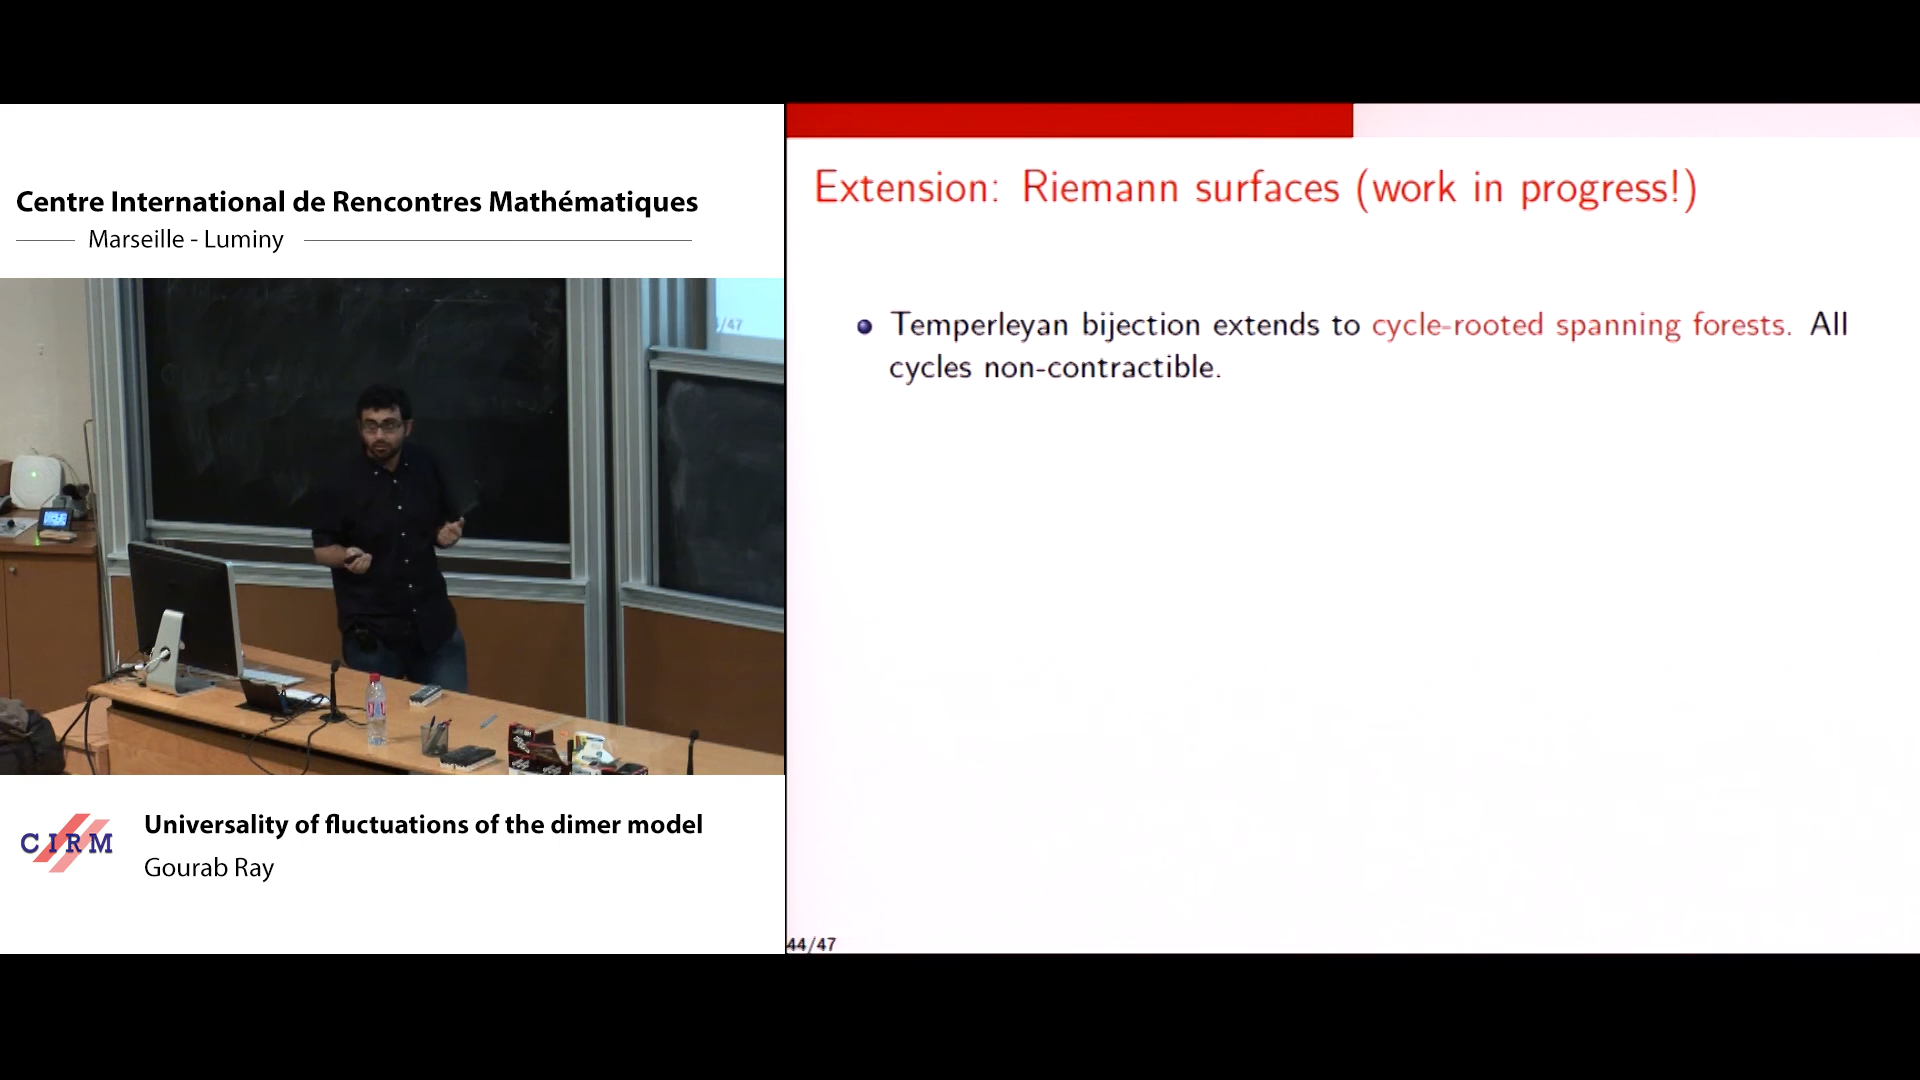 Centre International de Rencontres Mathématiques
Marseille - Luminy
/47
CIRM
Universality of fluctuations of the dimer model
Gourab Ray
Extension: Riemann surfaces (work in progress!)
Temperleyan bijection extends to cycle-rooted spanning forests. All
cycles non-contractible.
44/47